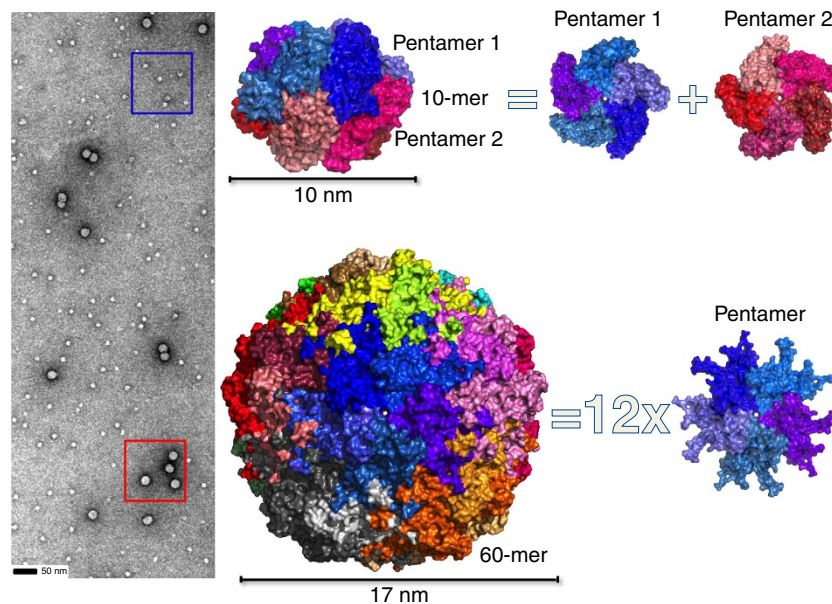 Pentamer 1
10-mer
Pentamer 2
10 nm
=
Pentamer 1
+
Pentamer 2
Pentamer
=12x
60-mer
17 nm
50 nm